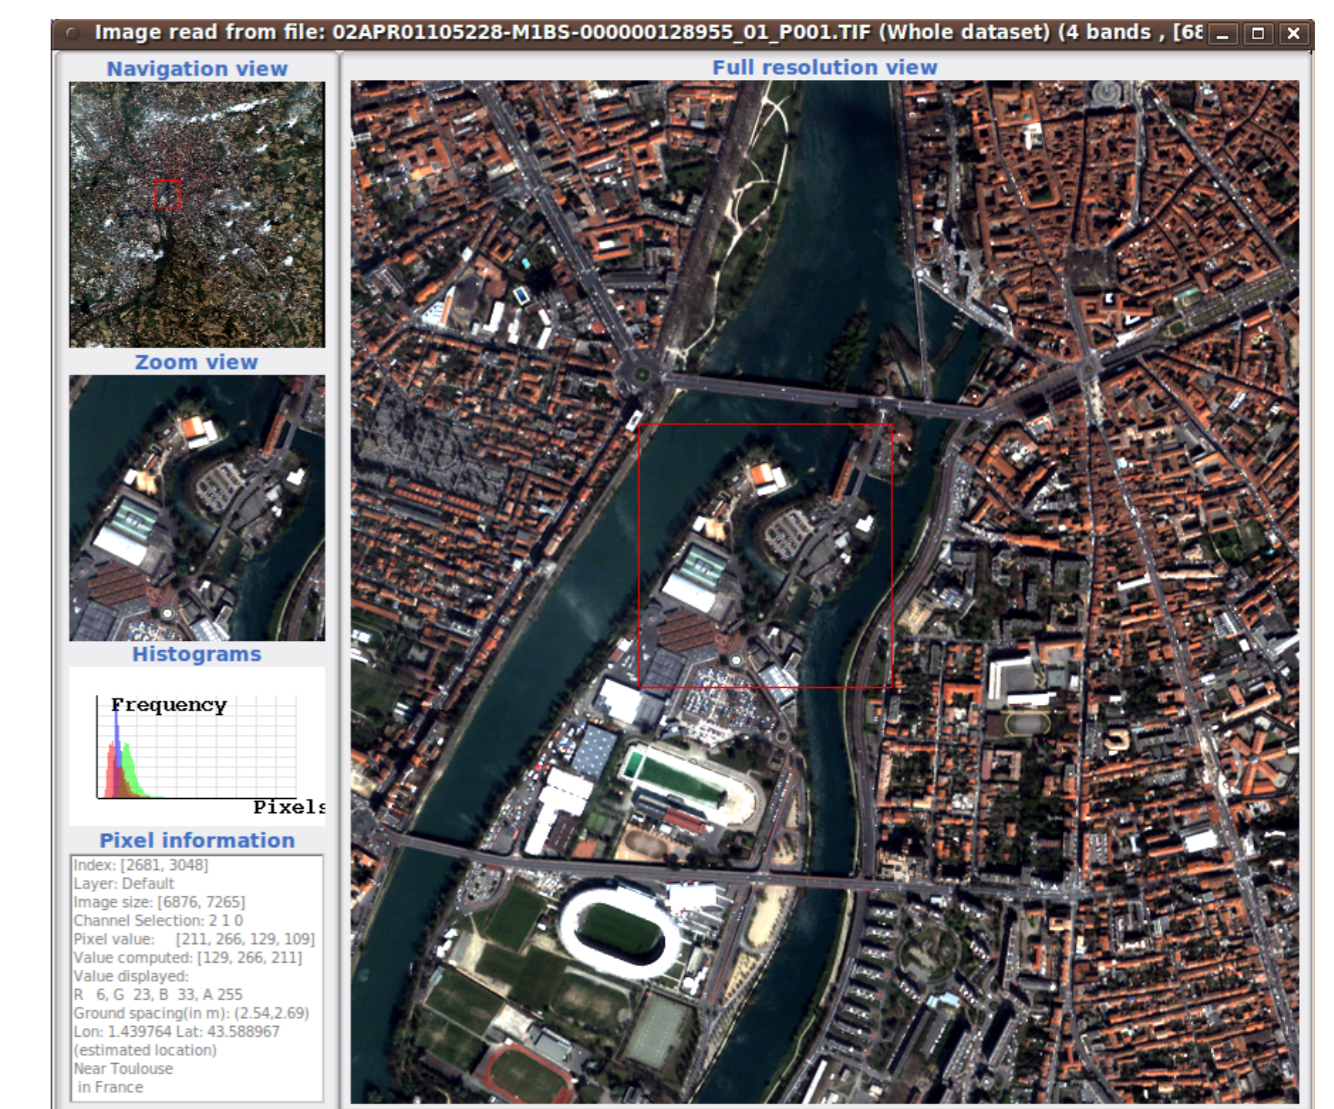 Image read from file: 02APR01105228-M1BS-000000128955_01_P001.TIF (Whole dataset) (4 bands , [68
Navigation view
Full resolution view
Zoom view
Histograms
Frequency
Pixels
Pixel information
Index: [2681, 3048]
Layer: Default
Image size: [6876, 7265]
Channel Selection: 2 1 0
Pixel value: [211, 266, 129, 109]
Value computed: [129, 266, 211]
Value displayed:
R 6, G 23, B 33, A 255
Ground spacing(in m): (2.54,2.69)
Lon: 1.439764 Lat: 43.588967
(estimated location)
Near Toulouse
in France